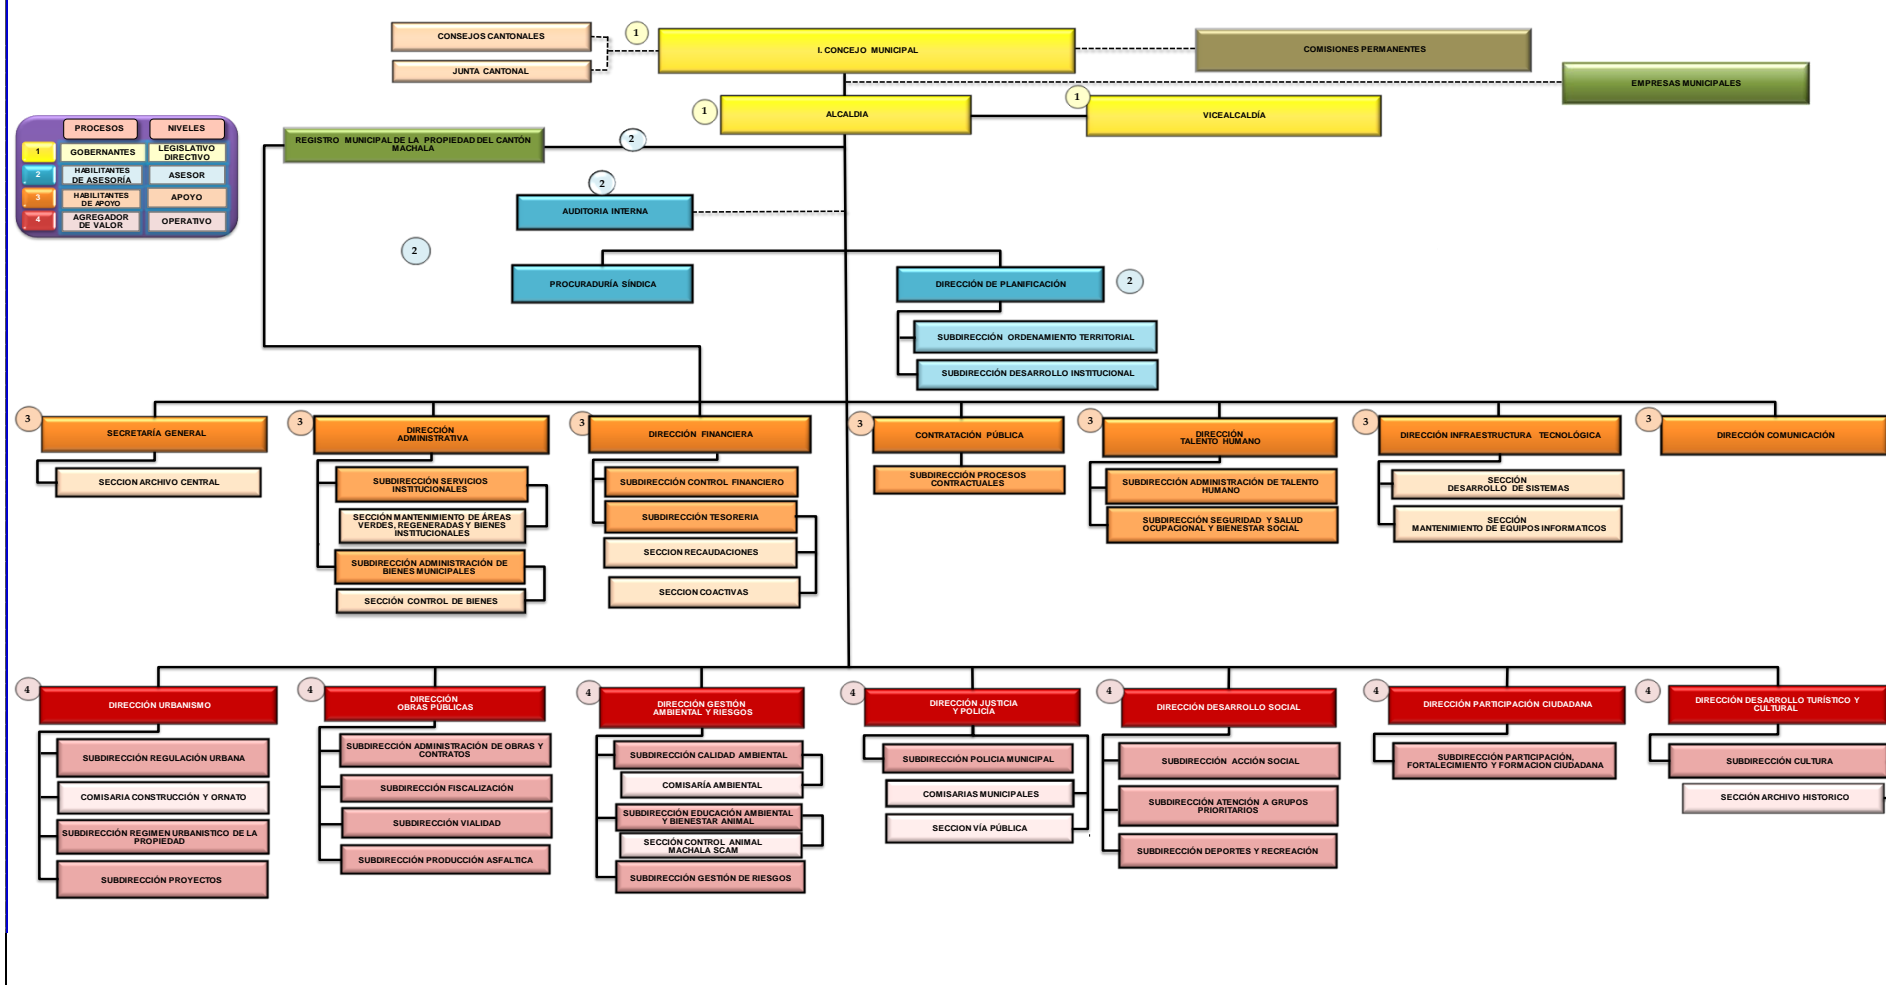 CONSEJOS CANTONALES
JUNTA CANTONAL
1
I. CONCEJO MUNICIPAL
COMISIONES PERMANENTES
EMPRESAS MUNICIPALES
1
ALCALDIA
1
VICEALCALDÍA
PROCESOS NIVELES
1 GOBERNANTES LEGISLATIVO
DIRECTIVO
2 HABILITANTES
DE ASESORÍA ASESOR
3 HABILITANTES
DE APOYO APOYO
4 AGREGADOR
DE VALOR OPERATIVO
REGISTRO MUNICIPAL DE LA PROPIEDAD DEL CANTÓN
MACHALA
2
2
AUDITORIA INTERNA
2
PROCURADURÍA SÍNDICA
DIRECCIÓN DE PLANIFICACIÓN
2
SUBDIRECCIÓN ORDENAMIENTO TERRITORIAL
SUBDIRECCIÓN DESARROLLO INSTITUCIONAL
3
SECRETARÍA GENERAL
SECCION ARCHIVO CENTRAL
3
DIRECCIÓN
ADMINISTRATIVA
SUBDIRECCIÓN SERVICIOS
INSTITUCIONALES
SECCIÓN MANTENIMIENTO DE ÁREAS
VERDES, REGENERADAS Y BIENES
INSTITUCIONALES
SUBDIRECCIÓN ADMINISTRACIÓN DE
BIENES MUNICIPALES
SECCIÓN CONTROL DE BIENES
3
DIRECCIÓN FINANCIERA
SUBDIRECCIÓN CONTROL FINANCIERO
SUBDIRECCIÓN TESORERIA
SECCION RECAUDACIONES
SECCION COACTIVAS
3
CONTRATACIÓN PÚBLICA
SUBDIRECCIÓN PROCESOS
CONTRACTUALES
3
DIRECCIÓN
TALENTO HUMANO
SUBDIRECCIÓN ADMINISTRACIÓN DE TALENTO
HUMANO
SUBDIRECCIÓN SEGURIDAD Y SALUD
OCUPACIONAL Y BIENESTAR SOCIAL
3
DIRECCIÓN INFRAESTRUCTURA TECNOLÓGICA
SECCIÓN
DESARROLLO DE SISTEMAS
SECCIÓN
MANTENIMIENTO DE EQUIPOS INFORMATICOS
3
DIRECCIÓN COMUNICACIÓN
4
DIRECCIÓN URBANISMO
SUBDIRECCIÓN REGULACIÓN URBANA
COMISARIA CONSTRUCCIÓN Y ORNATO
SUBDIRECCIÓN REGIMEN URBANISTICO DE LA
PROPIEDAD
SUBDIRECCIÓN PROYECTOS
4
DIRECCIÓN
OBRAS PÚBLICAS
SUBDIRECCIÓN ADMINISTRACIÓN DE OBRAS Y
CONTRATOS
SUBDIRECCIÓN FISCALIZACIÓN
SUBDIRECCIÓN VIALIDAD
SUBDIRECCIÓN PRODUCCIÓN ASFALTICA
4
DIRECCIÓN GESTIÓN
AMBIENTAL Y RIESGOS
SUBDIRECCIÓN CALIDAD AMBIENTAL
COMISARÍA AMBIENTAL
SUBDIRECCIÓN EDUCACIÓN AMBIENTAL
Y BIENESTAR ANIMAL
SECCIÓN CONTROL ANIMAL
MACHALA SCAM
SUBDIRECCIÓN GESTIÓN DE RIESGOS
4
DIRECCIÓN JUSTICIA
Y POLICÍA
SUBDIRECCIÓN POLICIA MUNICIPAL
COMISARIAS MUNICIPALES
SECCION VÍA PÚBLICA
4
DIRECCIÓN DESARROLLO SOCIAL
SUBDIRECCIÓN ACCIÓN SOCIAL
SUBDIRECCIÓN ATENCIÓN A GRUPOS
PRIORITARIOS
SUBDIRECCIÓN DEPORTES Y RECREACIÓN
4
DIRECCIÓN PARTICIPACIÓN CIUDADANA
SUBDIRECCIÓN PARTICIPACIÓN,
FORTALECIMIENTO Y FORMACION CIUDADANA
4
DIRECCIÓN DESARROLLO TURÍSTICO Y
CULTURAL
SUBDIRECCIÓN CULTURA
SECCIÓN ARCHIVO HISTORICO